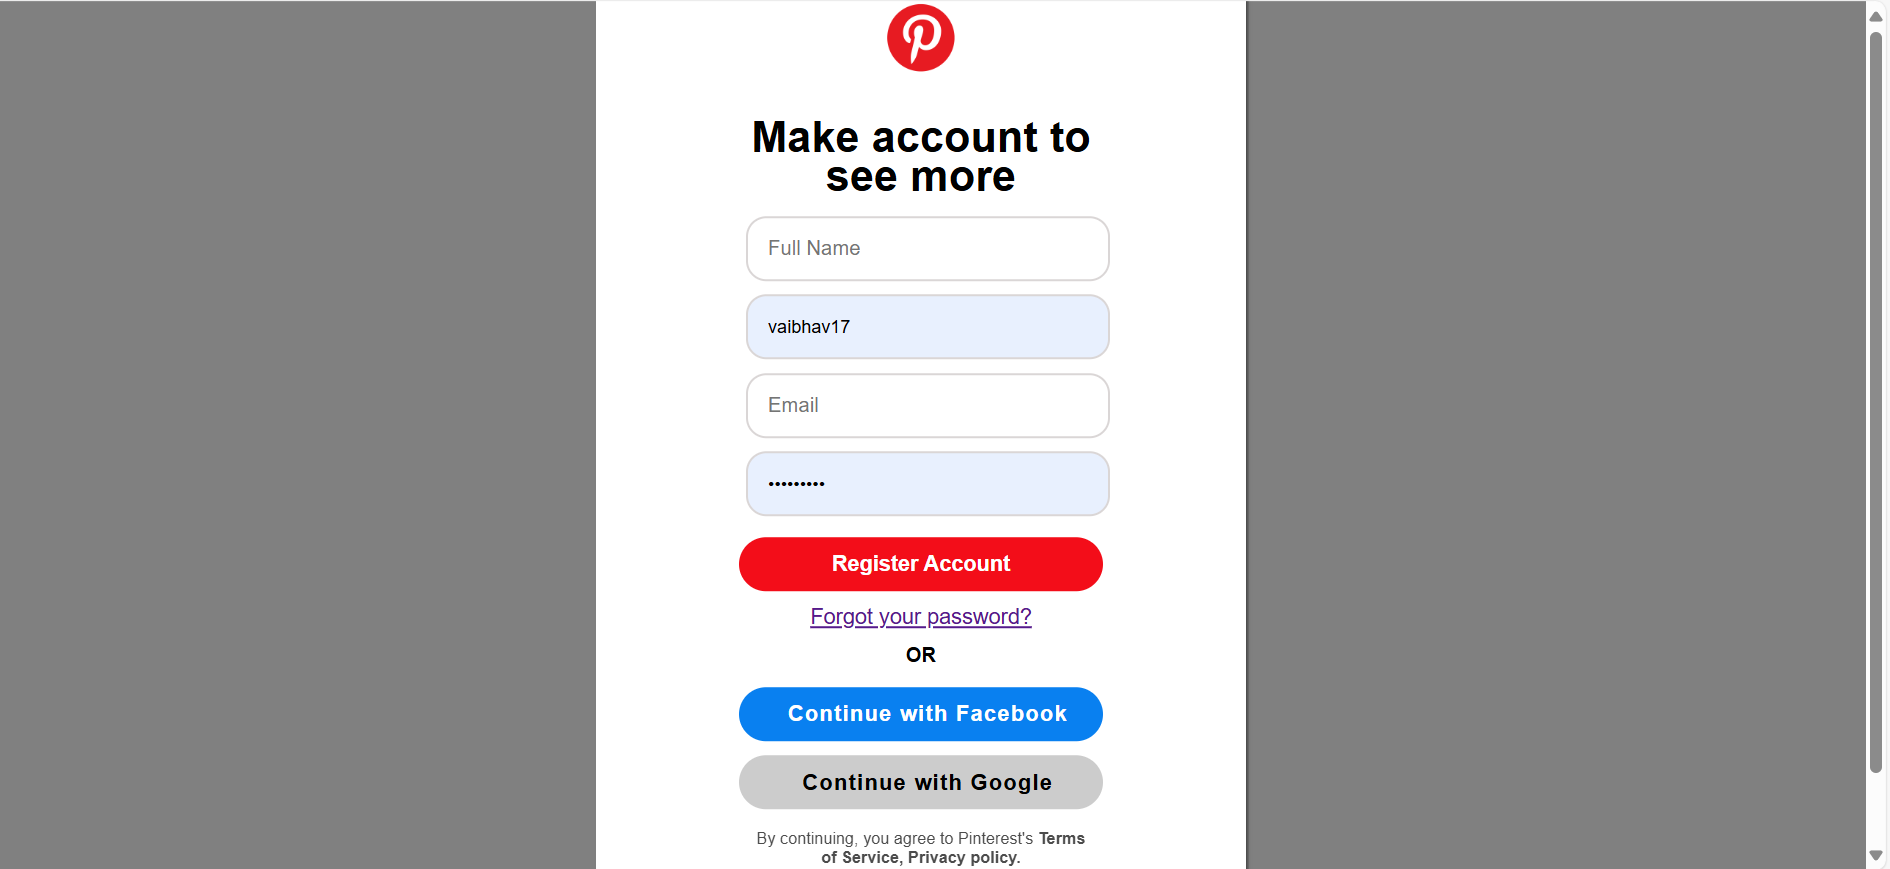 Make account to
see more
Full Name
vaibhav17
Email
•••••••••
Register Account
Forgot your password?
OR
Continue with Facebook
Continue with Google
By continuing, you agree to Pinterest's Terms
of Service, Privacy policy.